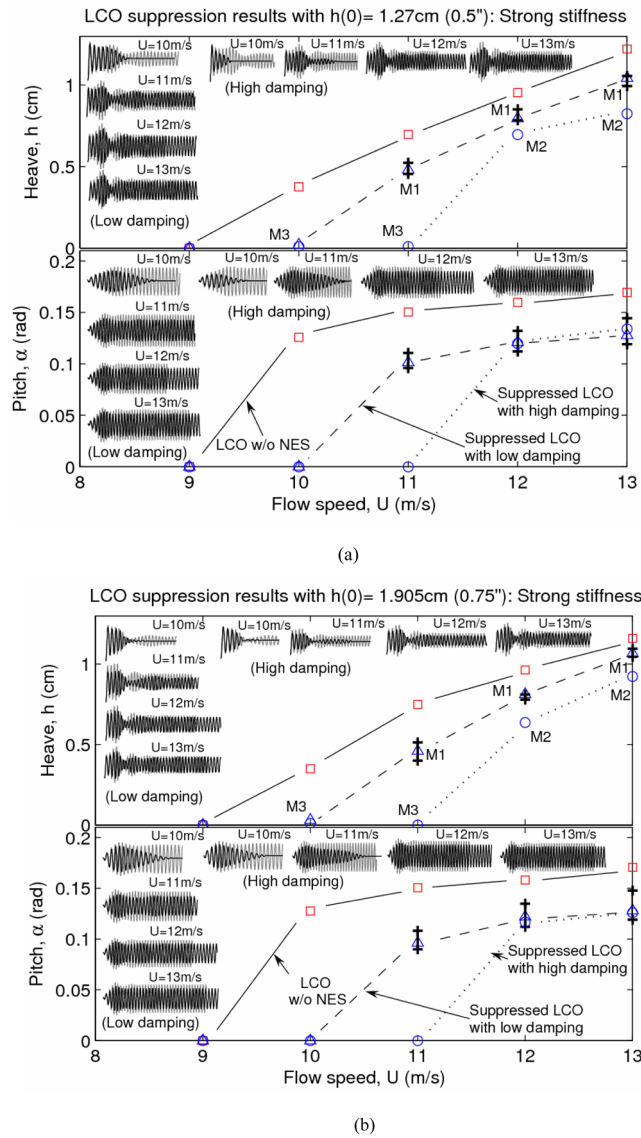 LCO suppression results with h(0)= 1.27cm (0.5"): Strong stiffness
U=10m/s
U=10m/s
U=11m/s
U=12m/s
U=13m/s
(High damping)
U=11m/s
U=12m/s
U=13m/s
(Low damping)
M3
M1
M3
M1
M2
M1
M2
Heave, h (cm)
1
0.5
0
U=10m/s
U=10m/s
U=11m/s
U=12m/s
U=13m/s
(High damping)
U=11m/s
U=12m/s
U=13m/s
(Low damping)
LCO w/o NES
Suppressed LCO
with high damping
Suppressed LCO
with low damping
Pitch, α (rad)
0.2
0.15
0.1
0.05
0
8 9 10 11 12 13
Flow speed, U (m/s)
(a)
LCO suppression results with h(0)= 1.905cm (0.75"): Strong stiffness
U=10m/s
U=10m/s
U=11m/s
U=12m/s
U=13m/s
(High damping)
U=11m/s
U=12m/s
U=13m/s
(Low damping)
M3
M1
M3
M1
M2
M1
M2
Heave, h (cm)
1
0.5
0
U=10m/s
U=10m/s
U=11m/s
U=12m/s
U=13m/s
(High damping)
U=11m/s
U=12m/s
U=13m/s
(Low damping)
LCO
w/o NES
Suppressed LCO
with high damping
Suppressed LCO
with low damping
Pitch, α (rad)
0.2
0.15
0.1
0.05
0
8 9 10 11 12 13
Flow speed, U (m/s)
(b)